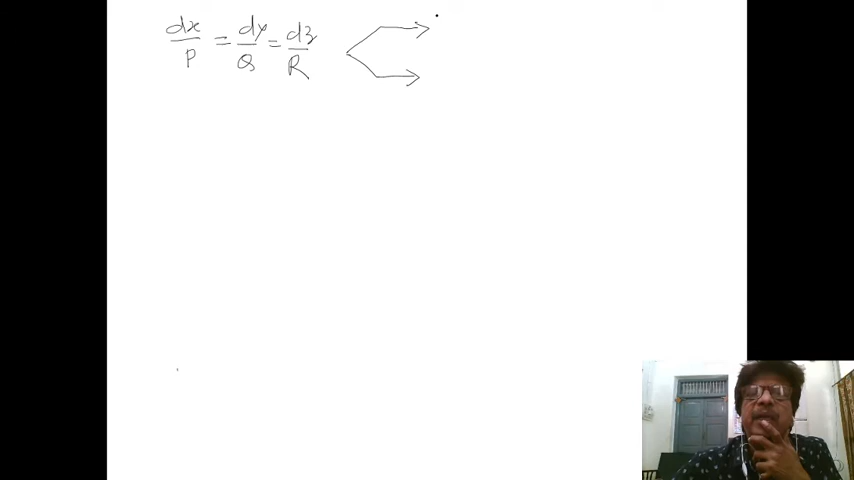 dx/P = dy/Q = dz/R